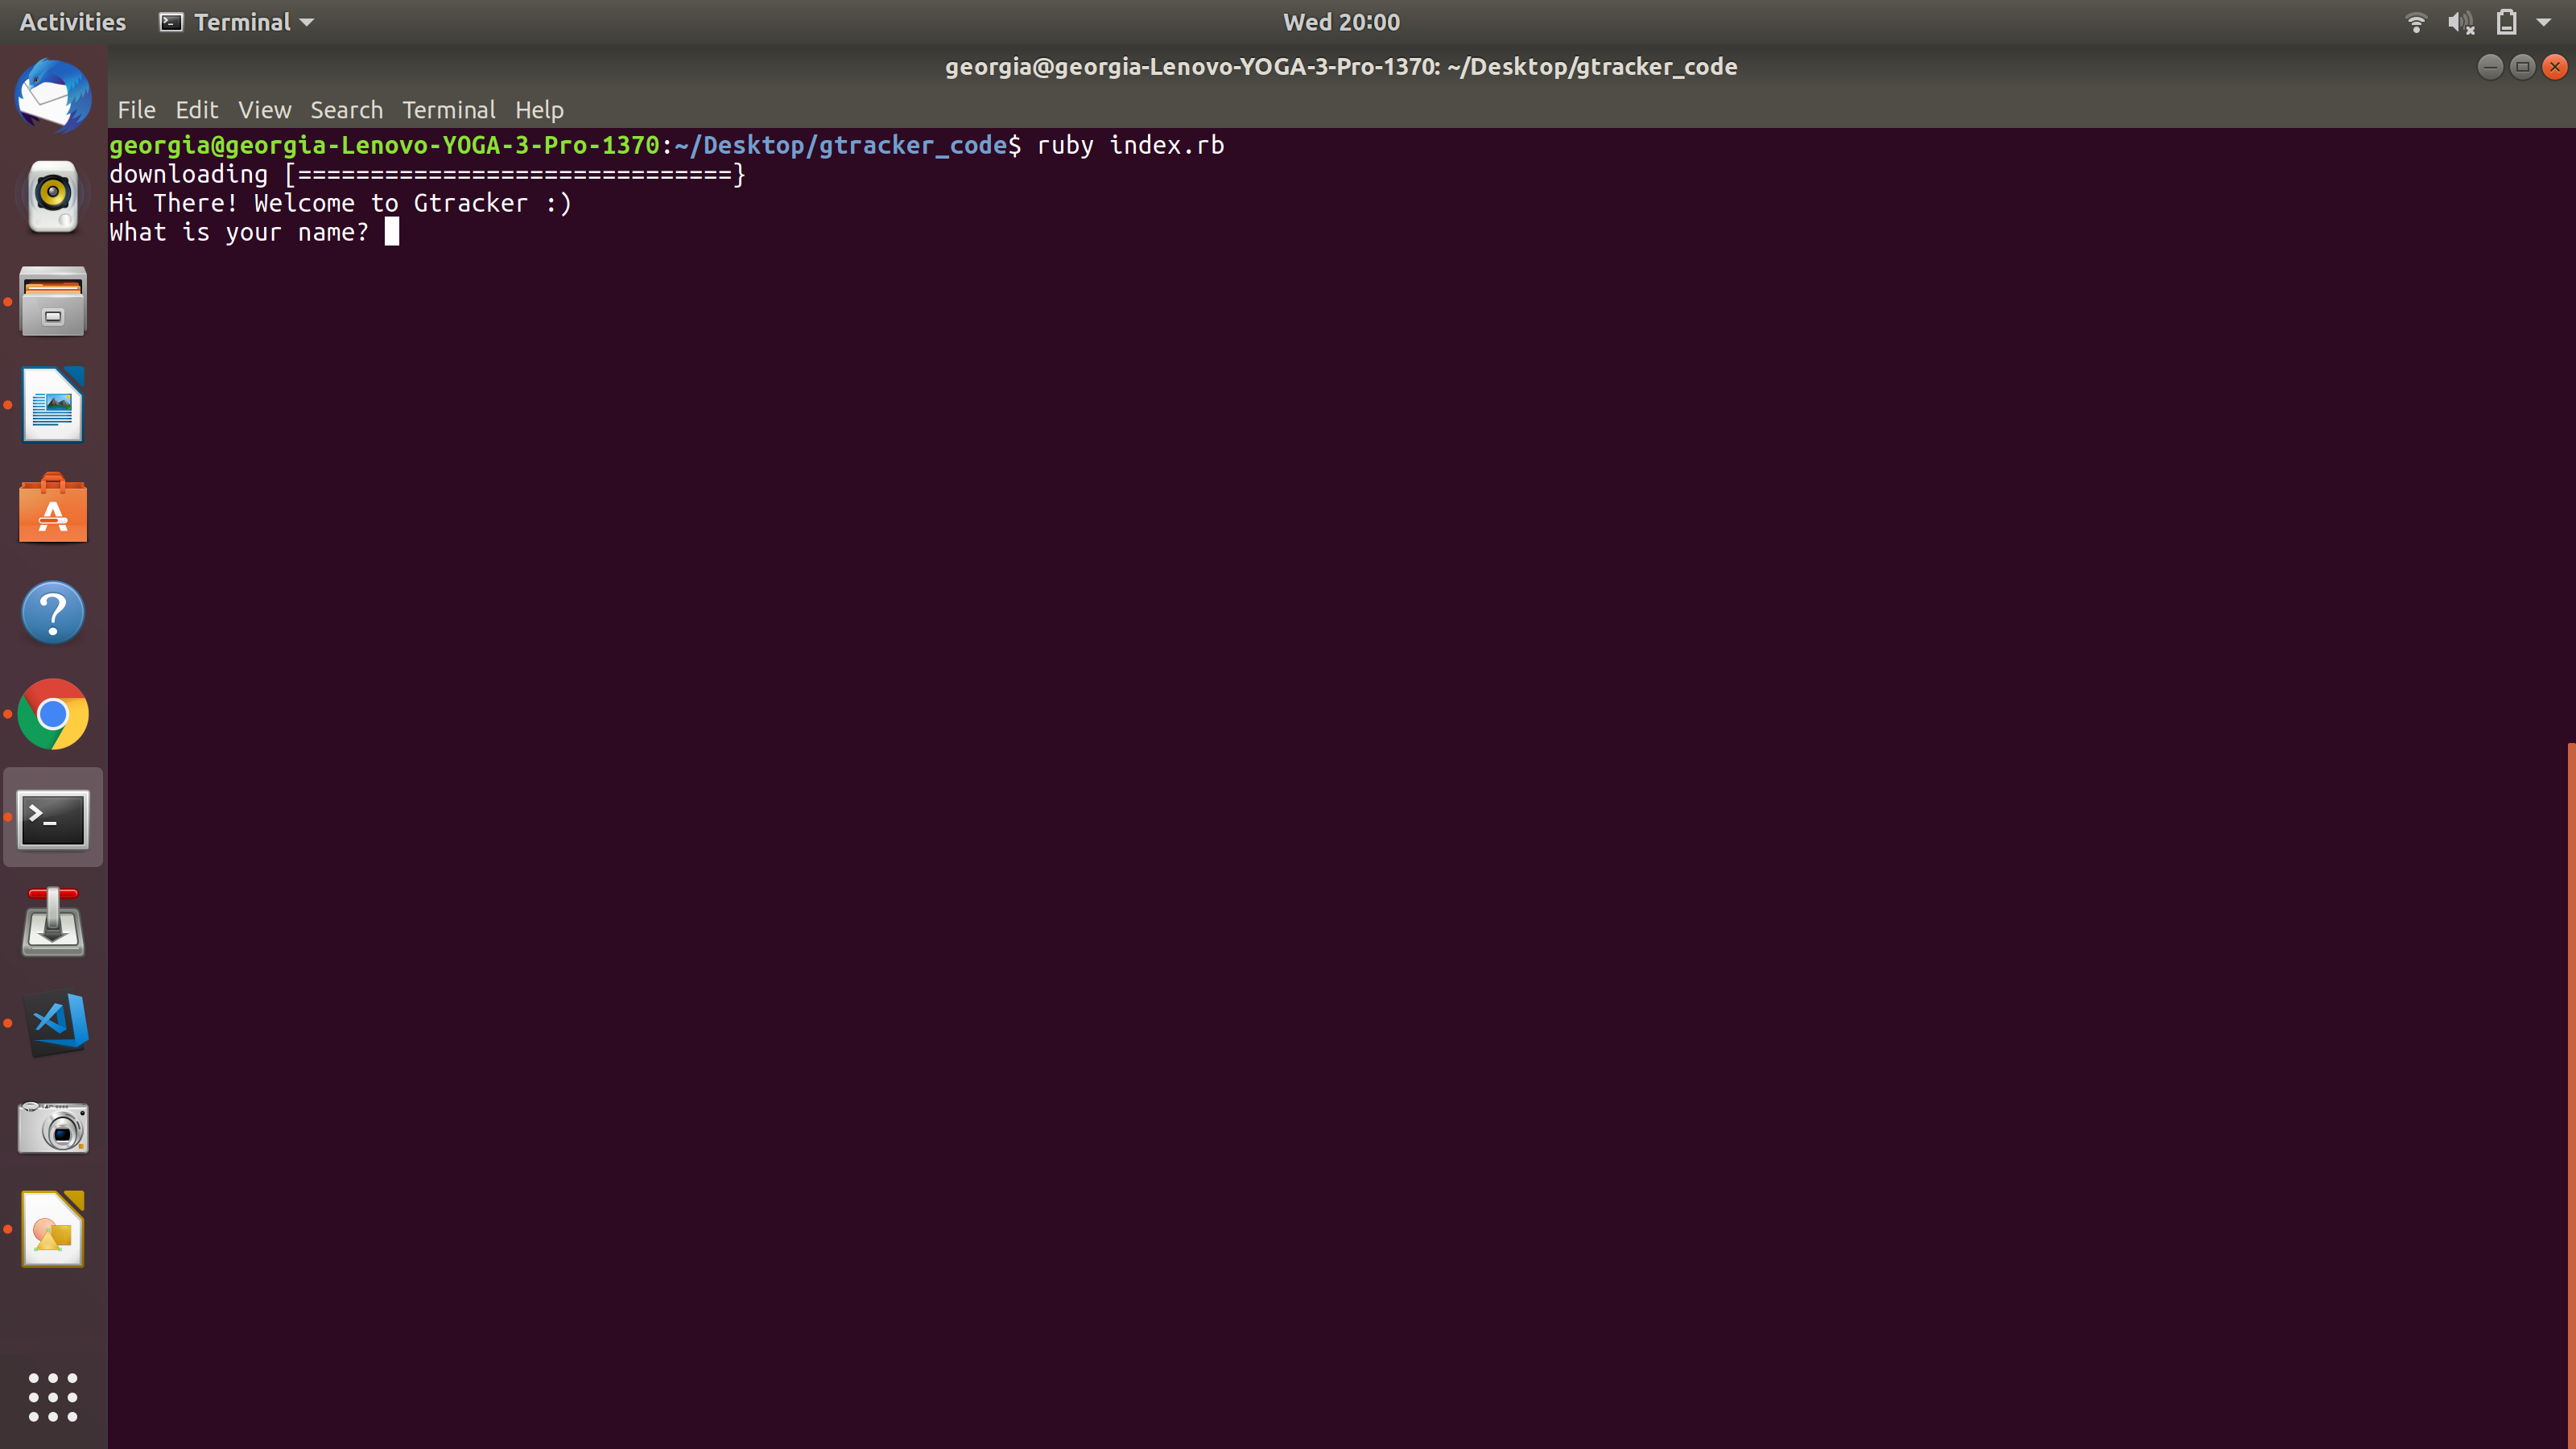 Activities Terminal Wed 20:00
georgia@georgia-Lenovo-YOGA-3-Pro-1370: ~/Desktop/gtracker_code
File Edit View Search Terminal Help
georgia@georgia-Lenovo-YOGA-3-Pro-1370:~/Desktop/gtracker_code$ ruby index.rb
downloading [==============================}
Hi There! Welcome to Gtracker :)
What is your name?